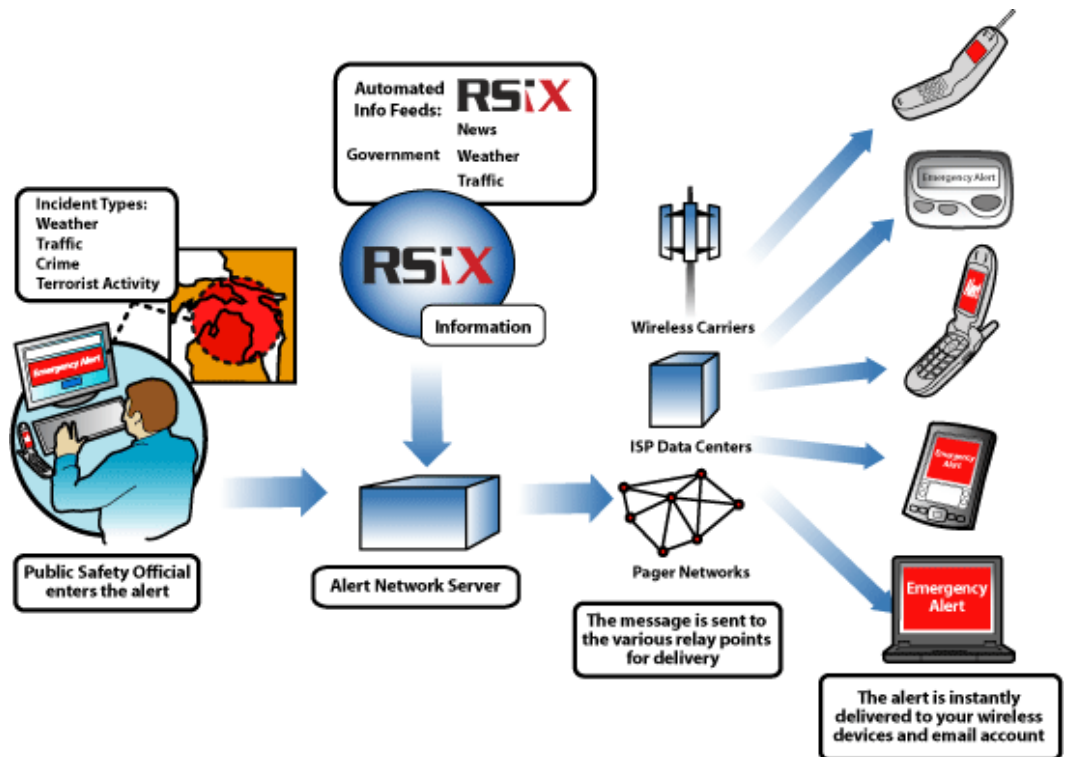 Automated
Info Feeds:
RSiX
News
Government
Weather
Traffic
Incident Types:
Weather
Traffic
Crime
Terrorist Activity
RSiX
Information
Emergency Alert
Public Safety Official
enters the alert
Alert Network Server
Wireless Carriers
ISP Data Centers
Pager Networks
The message is sent to
the various relay points
for delivery
Emergency Alert
Alert
Emergency
Alert
Emergency
Alert
The alert is instantly
delivered to your wireless
devices and email account